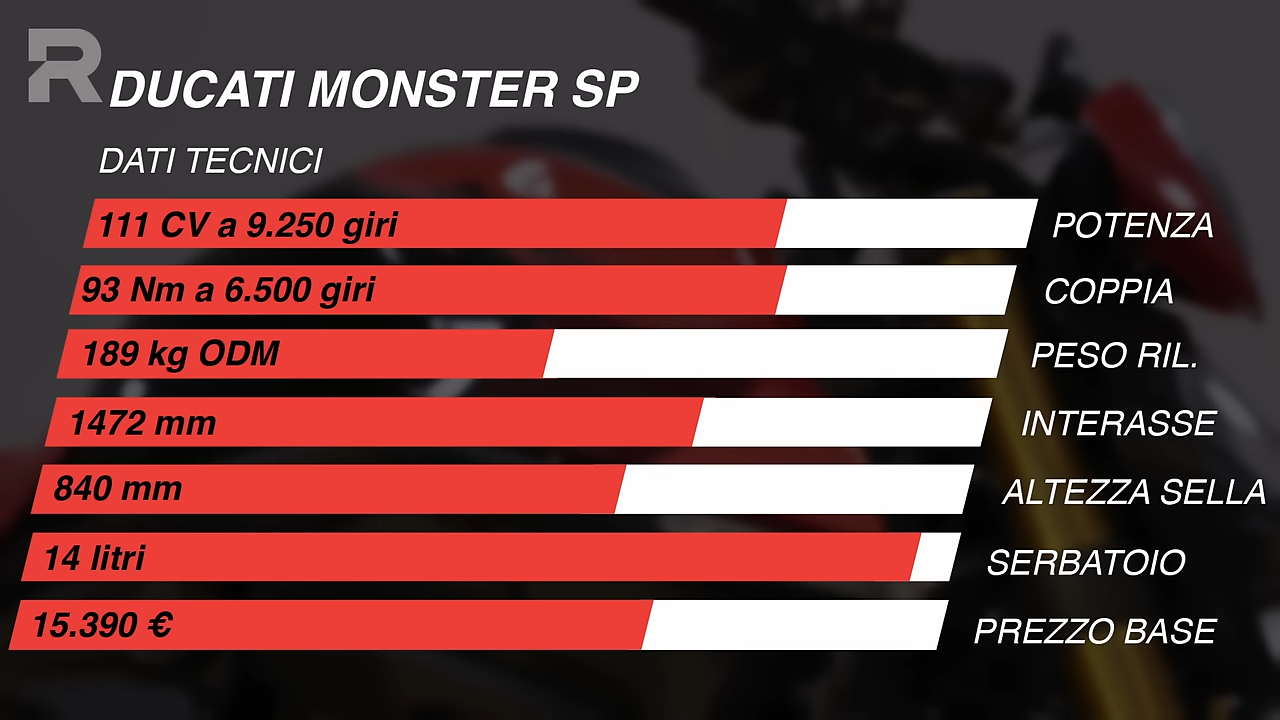 R
DUCATI MONSTER SP
DATI TECNICI
111 CV a 9.250 giri POTENZA
93 Nm a 6.500 giri COPPIA
189 kg ODM PESO RIL.
1472 mm INTERASSE
840 mm ALTEZZA SELLA
14 litri SERBATOIO
15.390 € PREZZO BASE